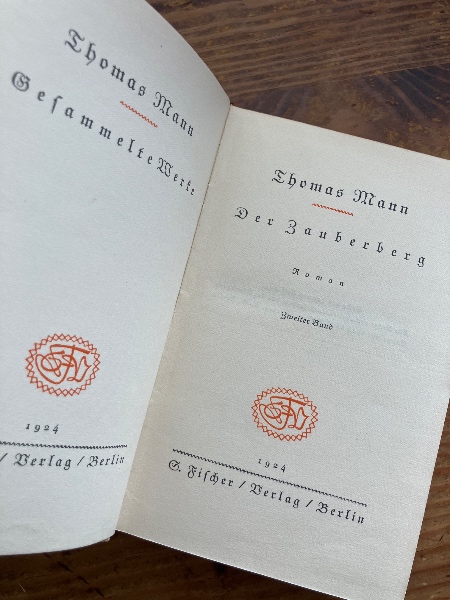 Thomas Mann
Gesammelte Werke
1924
/ Verlag / Berlin
Thomas Mann
Der Zauberberg
Roman
Zweiter Band
1924
S. Fischer / Verlag / Berlin